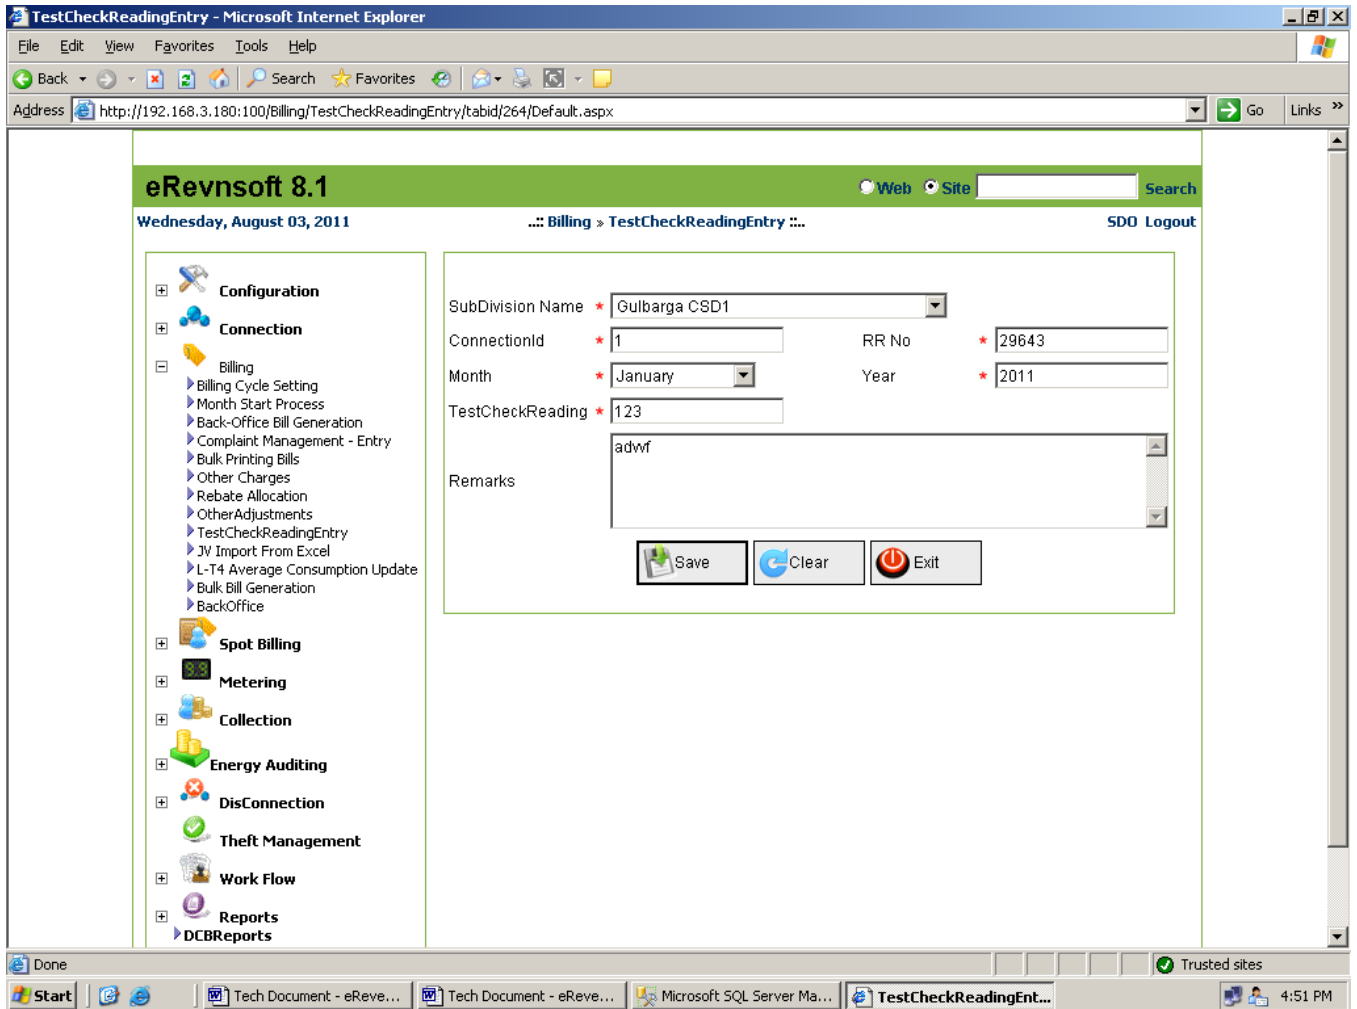 TestCheckReadingEntry - Microsoft Internet Explorer
File Edit View Favorites Tools Help
Back Search Favorites
Address http://192.168.3.180:100/Billing/TestCheckReadingEntry/tabid/264/Default.aspx Go Links »
eRevnsoft 8.1 Web Site Search
Wednesday, August 03, 2011 ..:: Billing » TestCheckReadingEntry ::.. SDO Logout
Configuration
Connection
Billing
Billing Cycle Setting
Month Start Process
Back-Office Bill Generation
Complaint Management - Entry
Bulk Printing Bills
Other Charges
Rebate Allocation
OtherAdjustments
TestCheckReadingEntry
JV Import From Excel
L-T4 Average Consumption Update
Bulk Bill Generation
BackOffice
Spot Billing
Metering
Collection
Energy Auditing
DisConnection
Theft Management
Work Flow
Reports
DCBReports
SubDivision Name * Gulbarga CSD1
ConnectionId * 1 RR No * 29643
Month * January Year * 2011
TestCheckReading * 123
Remarks adwf
Save Clear Exit
Done Trusted sites
Start Tech Document - eReve... Tech Document - eReve... Microsoft SQL Server Ma... TestCheckReadingEnt... 4:51 PM